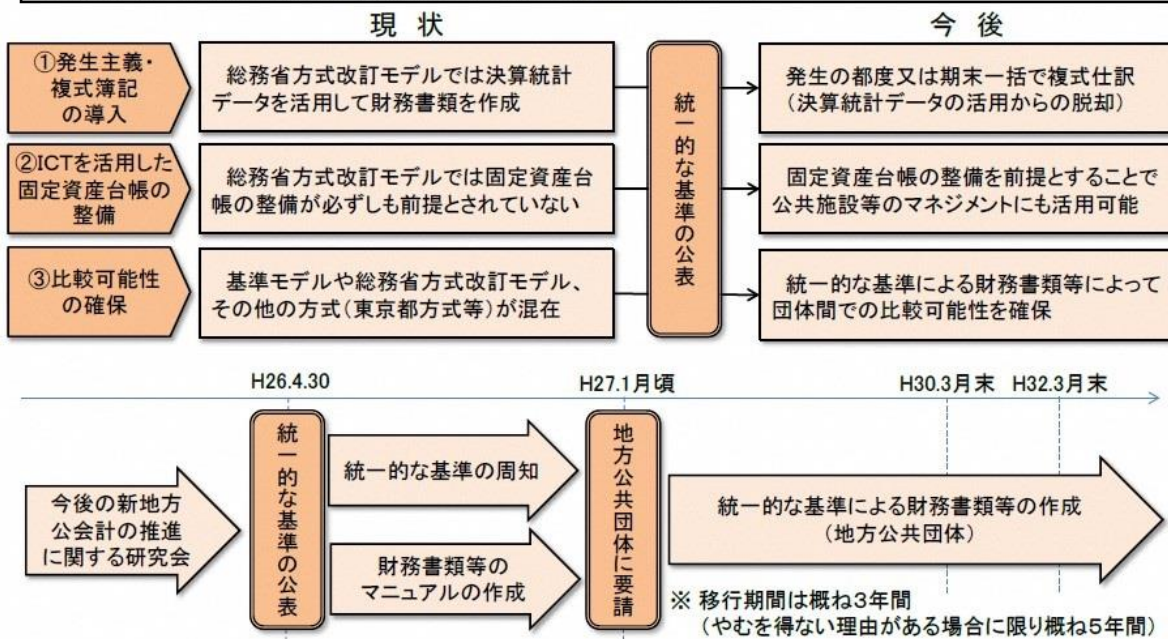 現 状
今 後
①発生主義・
複式簿記
の導入
総務省方式改訂モデルでは決算統計
データを活用して財務書類を作成
発生の都度又は期末一括で複式仕訳
(決算統計データの活用からの脱却)
②ICTを活用した
固定資産台帳の
整備
総務省方式改訂モデルでは固定資産台
帳の整備が必ずしも前提とされていない
固定資産台帳の整備を前提とすることで
公共施設等のマネジメントにも活用可能
③比較可能性
の確保
基準モデルや総務省方式改訂モデル、
その他の方式(東京都方式等)が混在
統一的な基準による財務書類等によって
団体間での比較可能性を確保
統一的な基準の公表
H26.4.30
H27.1月頃
H30.3月末
H32.3月末
今後の新地方
公会計の推進
に関する研究会
統一的な基準の公表
統一的な基準の周知
財務書類等の
マニュアルの作成
地方公共団体に要請
統一的な基準による財務書類等の作成
(地方公共団体)
※ 移行期間は概ね3年間
(やむを得ない理由がある場合に限り概ね5年間)